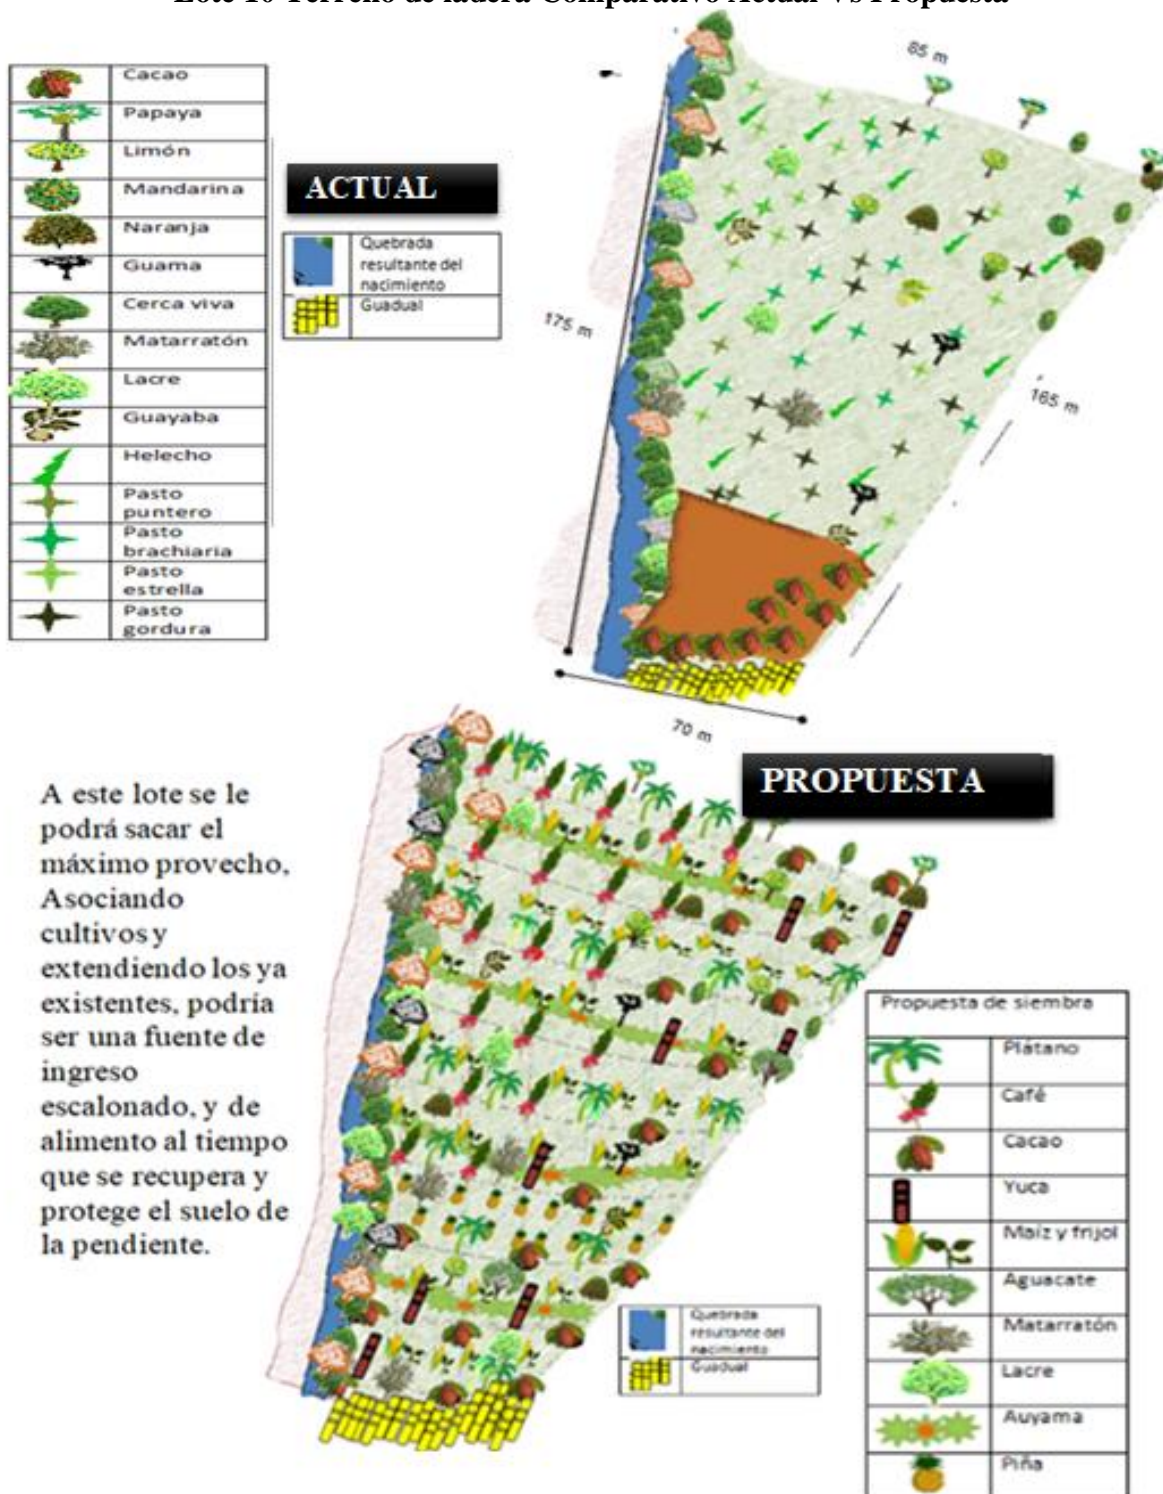 Lote 10 Terreno de ladera Comparativo Actual Vs Propuesta
Cacao
Papaya
Limón
Mandarina
Naranja
Guama
Cerca viva
Matarratón
Lacre
Guayaba
Helecho
Pasto
puntero
Pasto
brachiaria
Pasto
estrella
Pasto
gordura
ACTUAL
Quebrada
resultante del
nacimiento
Guadual
85 m
175 m
165 m
70 m
PROPUESTA
A este lote se le
podrá sacar el
máximo provecho,
Asociando
cultivos y
extendiendo los ya
existentes, podría
ser una fuente de
ingreso
escalonado, y de
alimento al tiempo
que se recupera y
protege el suelo de
la pendiente.
Propuesta de siembra
Plátano
Café
Cacao
Yuca
Maíz y frijol
Aguacate
Matarratón
Lacre
Auyama
Piña
Quebrada
resultante del
nacimiento
Guadual